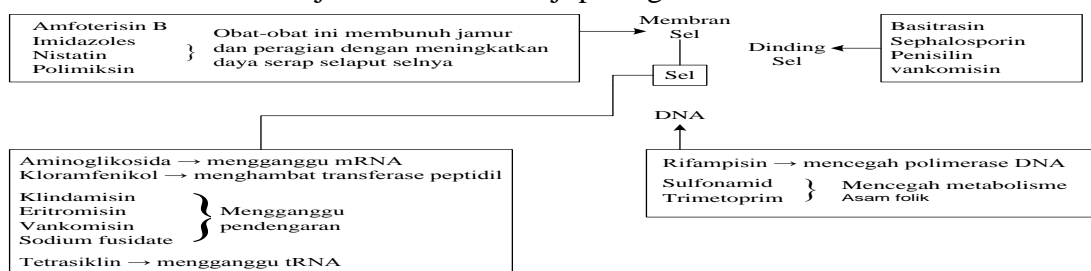 Amfoterisin B
Imidazoles
Nistatin
Polimiksin
} Obat-obat ini membunuh jamur
dan peragian dengan meningkatkan
daya serap selaput selnya
Membran
Sel
Dinding
Sel
Basitrasin
Sephalosporin
Penisilin
vankomisin
Sel
DNA
Aminoglikosida → mengganggu mRNA
Kloramfenikol → menghambat transferase peptidil
Klindamisin
Eritromisin
Vankomisin
Sodium fusidate
} Mengganggu
pendengaran
Tetrasiklin → mengganggu tRNA
Rifampisin → mencegah polimerase DNA
Sulfonamid
Trimetoprim
} Mencegah metabolisme
Asam folik